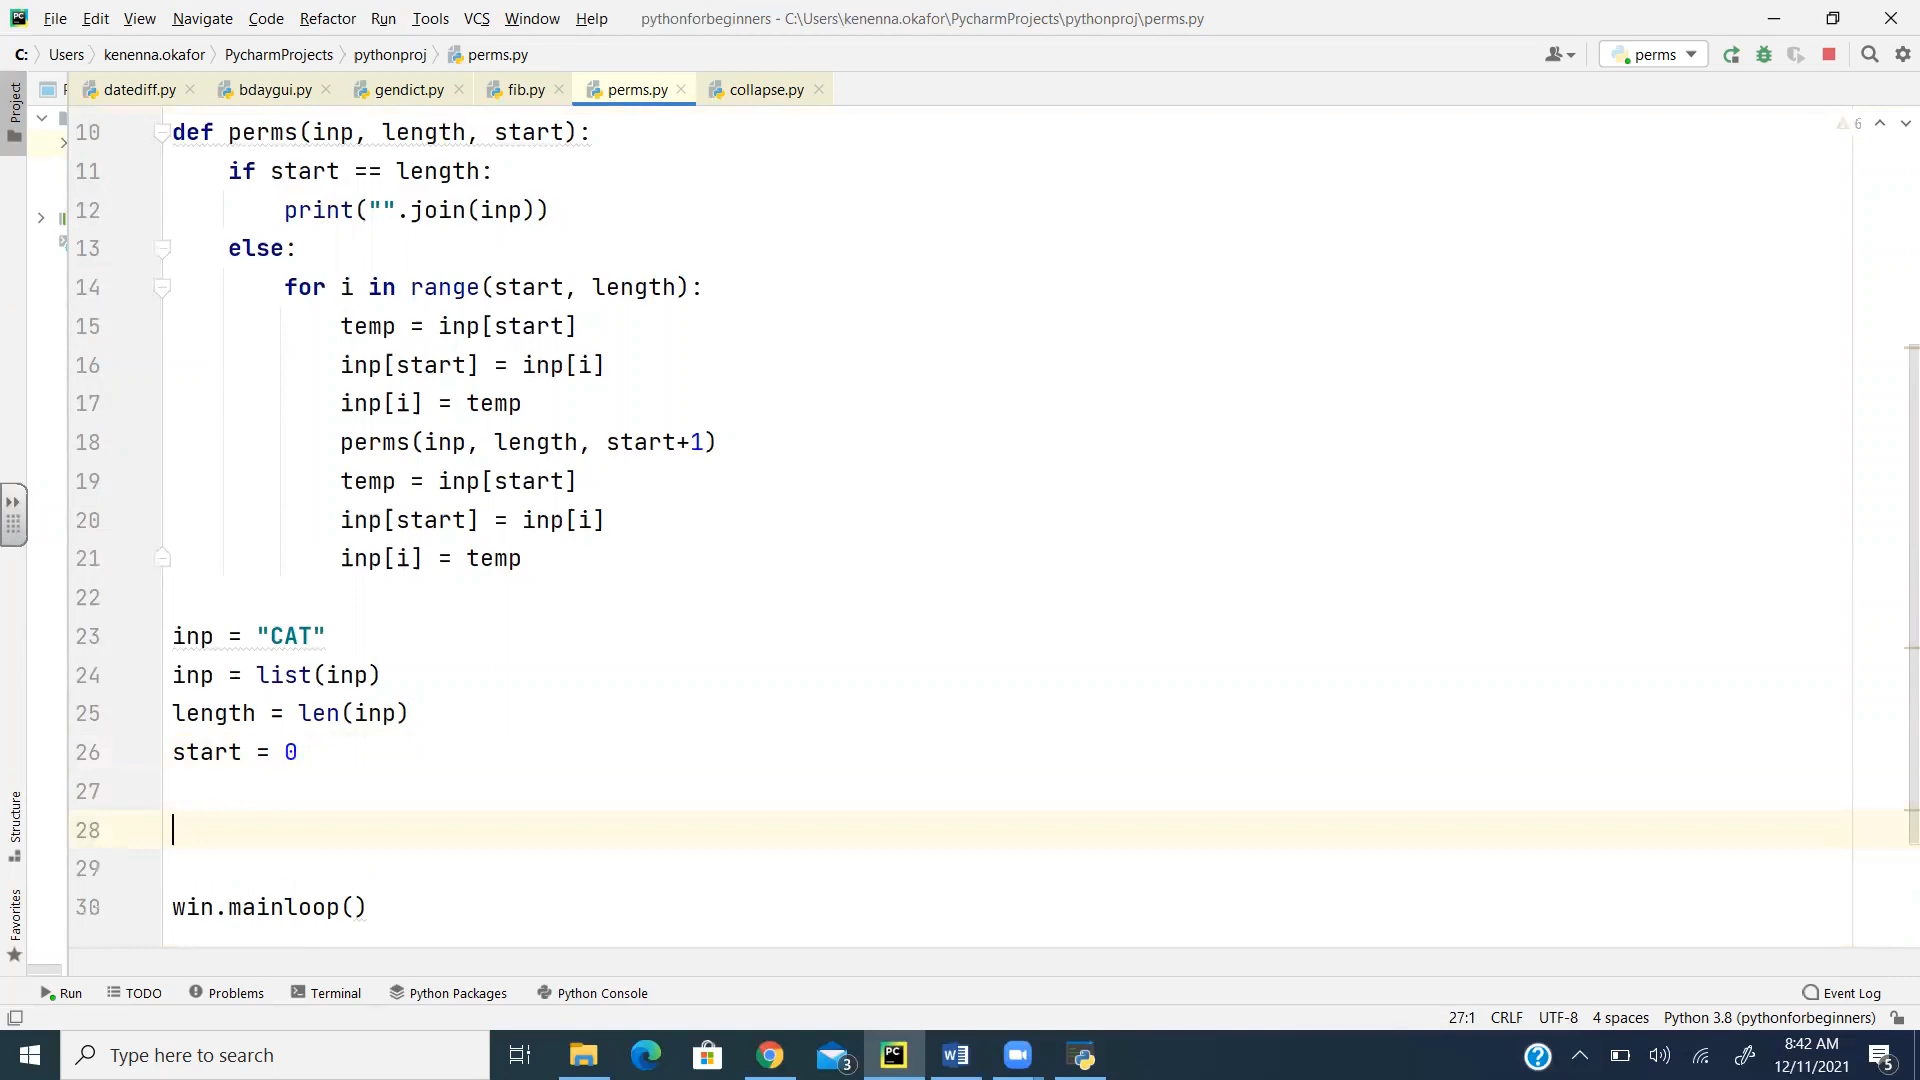 File Edit View Navigate Code Refactor Run Tools VCS Window Help pythonforbeginners - C:\Users\kenenna.okafor\PycharmProjects\pythonproj\perms.py
C: Users kenenna.okafor PycharmProjects pythonproj perms.py perms
datediff.py bdaygui.py gendict.py fib.py perms.py collapse.py
Project
10 def perms(inp, length, start): 6
11 if start == length:
12 print("".join(inp))
13 else:
14 for i in range(start, length):
15 temp = inp[start]
16 inp[start] = inp[i]
17 inp[i] = temp
18 perms(inp, length, start+1)
19 temp = inp[start]
20 inp[start] = inp[i]
21 inp[i] = temp
22
23 inp = "CAT"
24 inp = list(inp)
25 length = len(inp)
26 start = 0
27
28
29
30 win.mainloop()
Structure
Favorites
Run TODO Problems Terminal Python Packages Python Console Event Log
27:1 CRLF UTF-8 4 spaces Python 3.8 (pythonforbeginners)
Type here to search 3 8:42 AM
12/11/2021 5